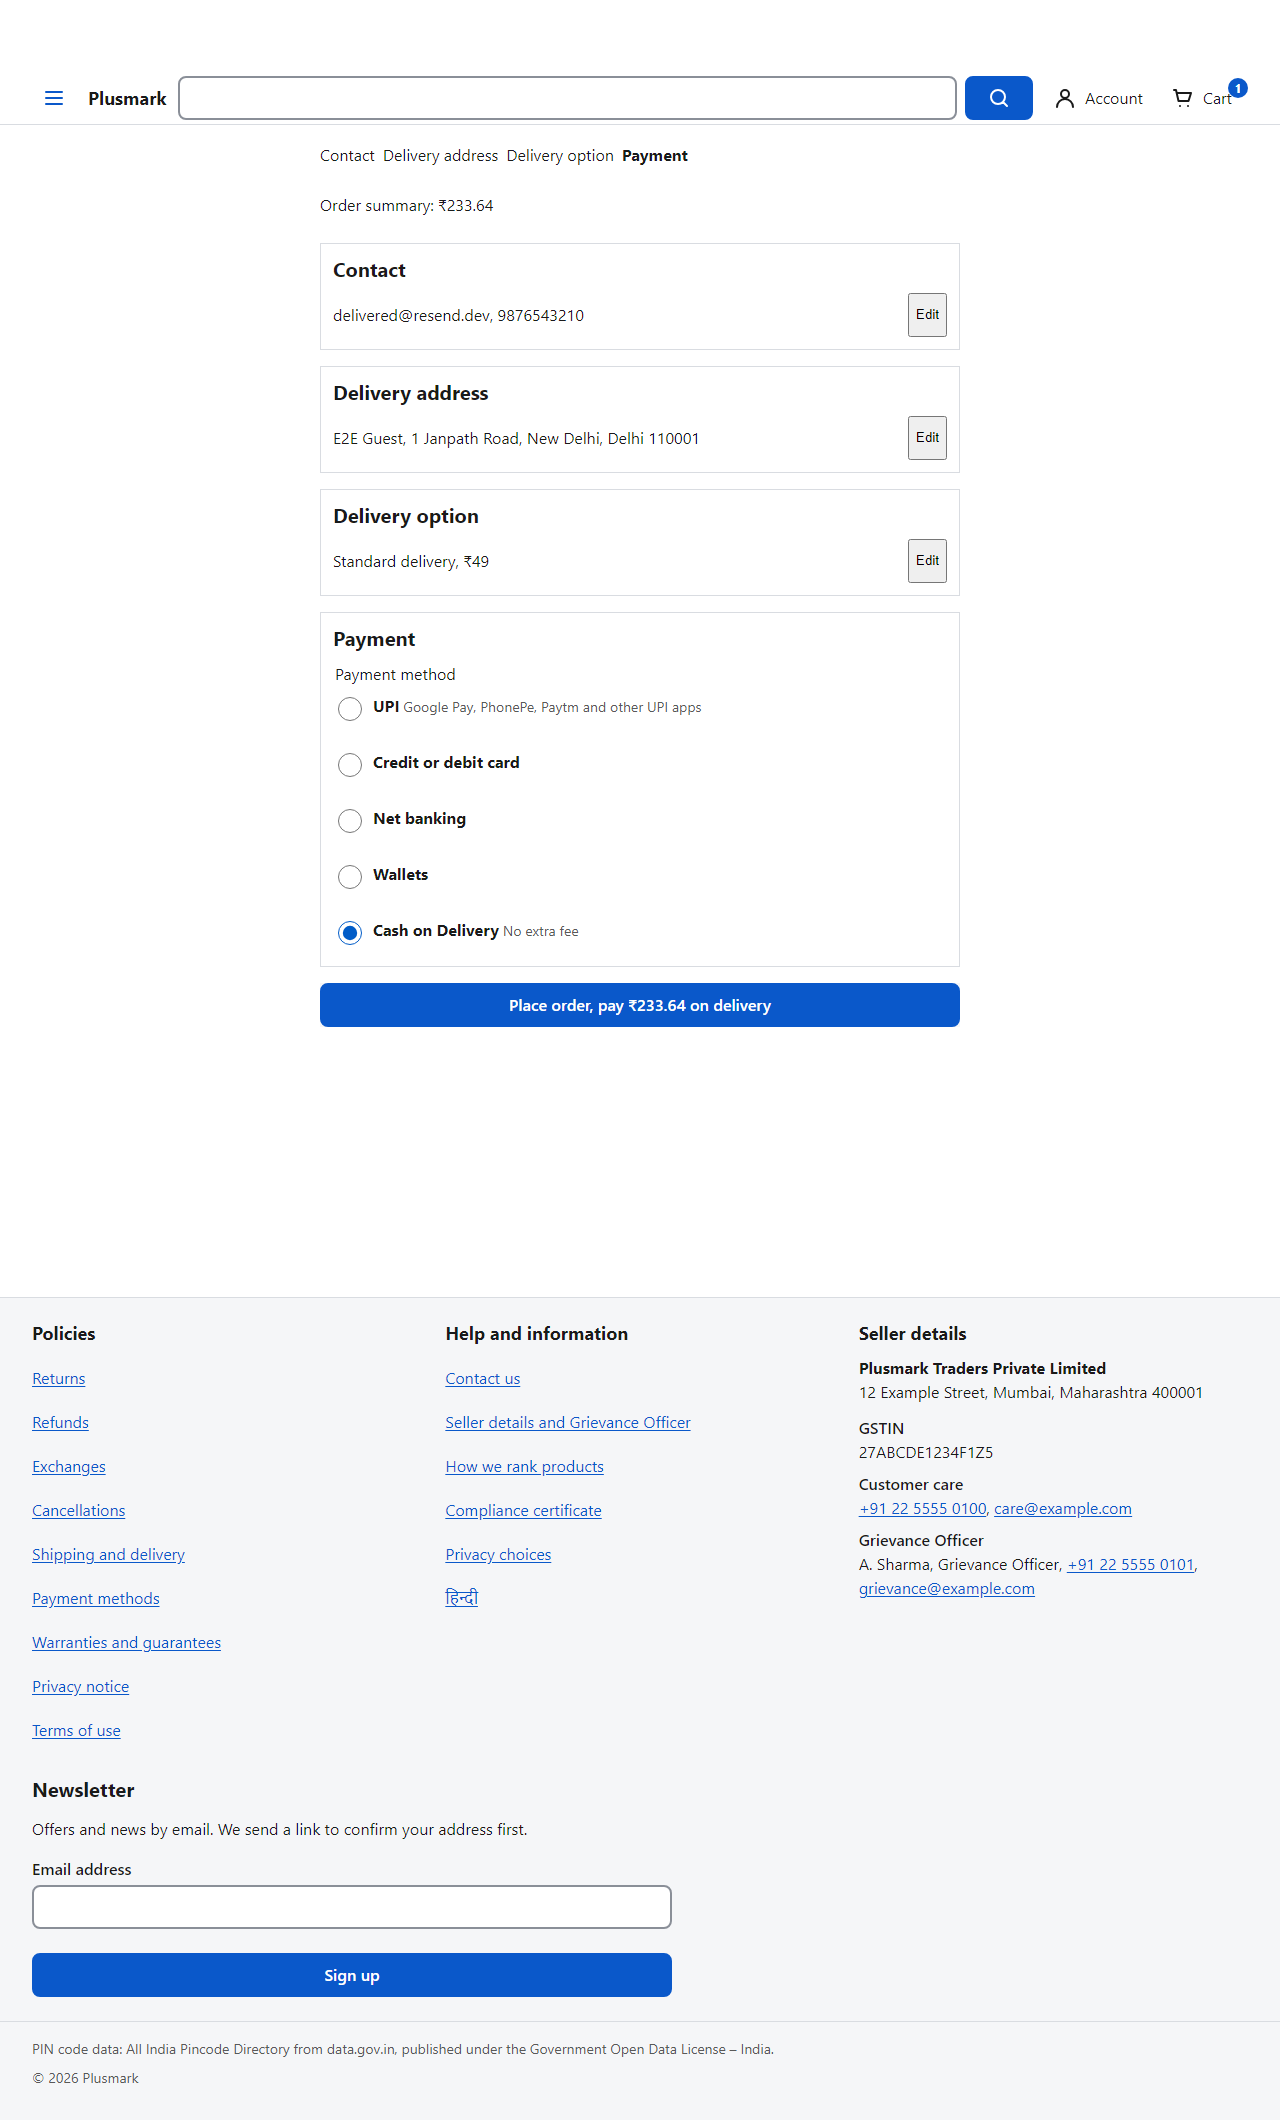 Plusmark
Account
Cart
1
Contact Delivery address Delivery option Payment
Order summary: ₹233.64
Contact
delivered@resend.dev, 9876543210
Edit
Delivery address
E2E Guest, 1 Janpath Road, New Delhi, Delhi 110001
Edit
Delivery option
Standard delivery, ₹49
Edit
Payment
Payment method
UPI Google Pay, PhonePe, Paytm and other UPI apps
Credit or debit card
Net banking
Wallets
Cash on Delivery No extra fee
Place order, pay ₹233.64 on delivery
Policies
Returns
Refunds
Exchanges
Cancellations
Shipping and delivery
Payment methods
Warranties and guarantees
Privacy notice
Terms of use
Help and information
Contact us
Seller details and Grievance Officer
How we rank products
Compliance certificate
Privacy choices
हिन्दी
Seller details
Plusmark Traders Private Limited
12 Example Street, Mumbai, Maharashtra 400001
GSTIN
27ABCDE1234F1Z5
Customer care
+91 22 5555 0100, care@example.com
Grievance Officer
A. Sharma, Grievance Officer, +91 22 5555 0101,
grievance@example.com
Newsletter
Offers and news by email. We send a link to confirm your address first.
Email address
Sign up
PIN code data: All India Pincode Directory from data.gov.in, published under the Government Open Data License – India.
© 2026 Plusmark